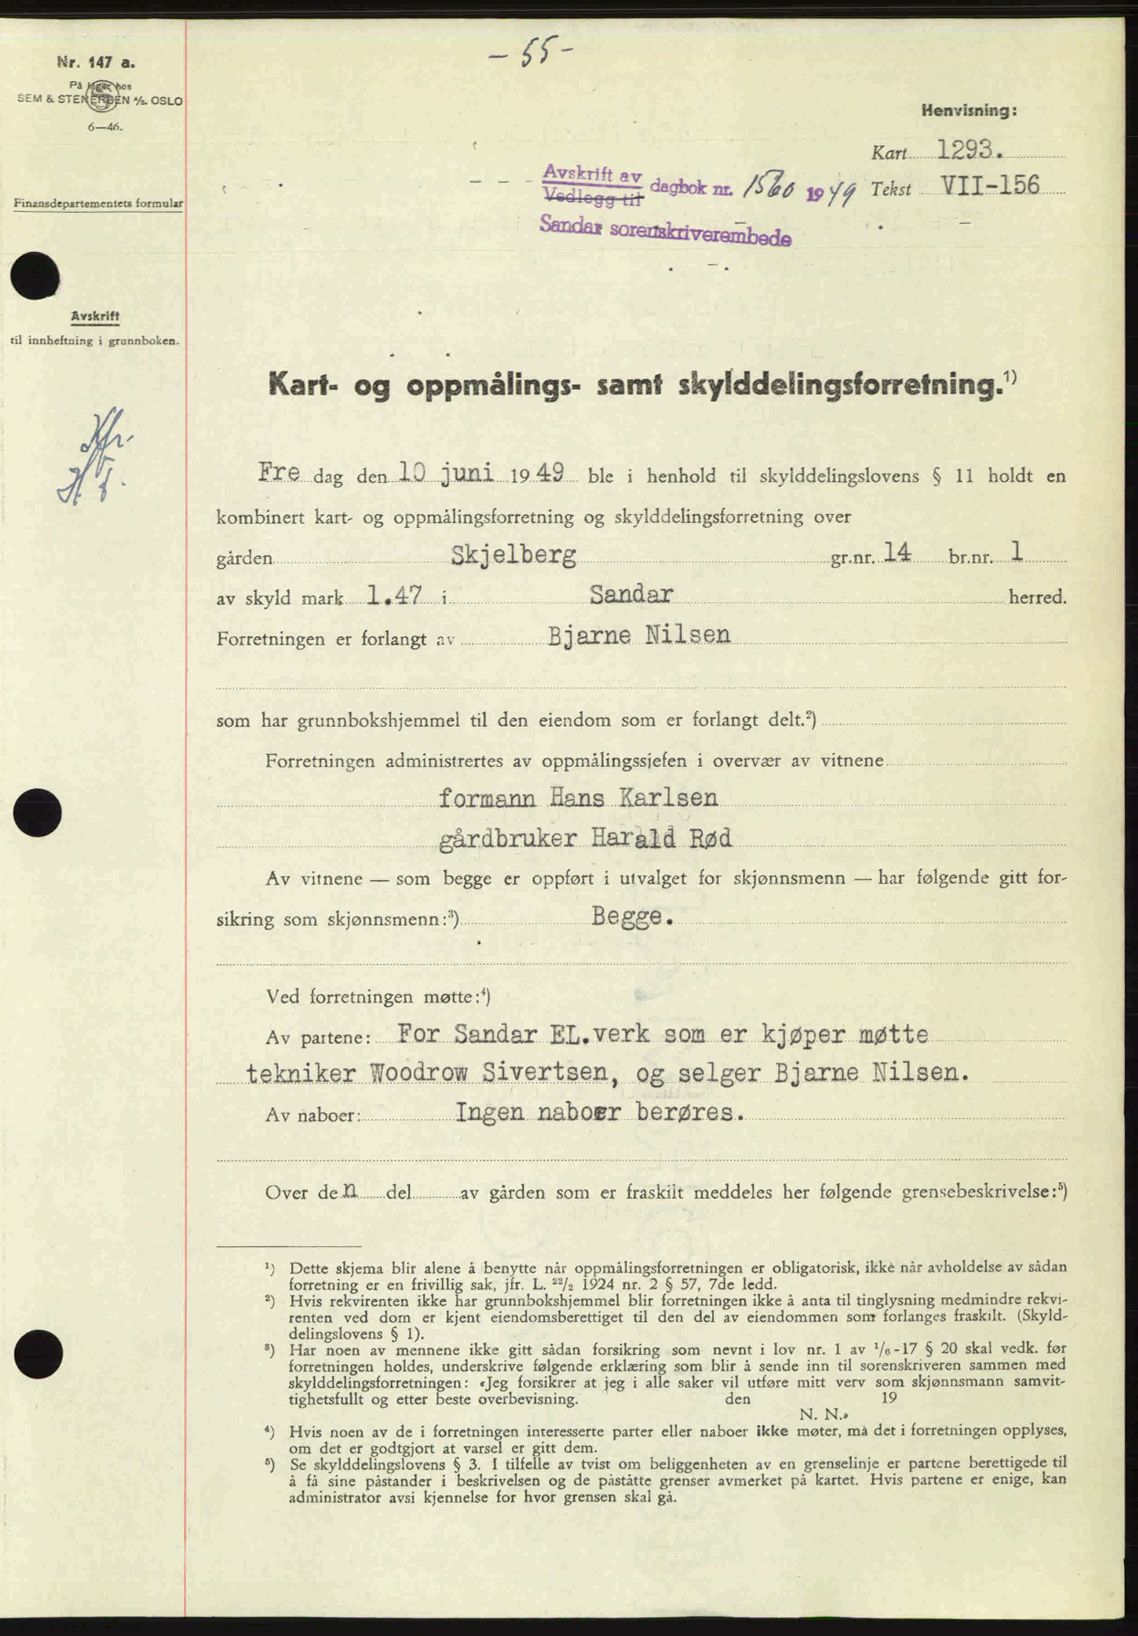 - 55 -
Nr. 147 a.
På lager hos
SEM & STENERSEN A/S. OSLO
6—46.
Henvisning:
Kart 1293.
Avskrift av
Vedlegg til
dagbok nr. 1560 1949
Tekst VII-156
Finansdepartementets formular
Sandar sorenskriverembede
Avskrift
til innheftning i grunnboken.
Kart- og oppmålings- samt skylddelingsforretning.¹)
Fre dag den 10 juni 1949 ble i henhold til skylddelingslovens § 11 holdt en
kombinert kart- og oppmålingsforretning og skylddelingsforretning over
gården Skjelberg gr.nr. 14 br.nr. 1
av skyld mark 1.47 i Sandar herred.
Forretningen er forlangt av Bjarne Nilsen
som har grunnbokshjemmel til den eiendom som er forlangt delt.²)
Forretningen administrertes av oppmålingssjefen i overvær av vitnene
formann Hans Karlsen
gårdbruker Harald Rød
Av vitnene — som begge er oppført i utvalget for skjønnsmenn — har følgende gitt for-
sikring som skjønnsmenn:³) Begge.
Ved forretningen møtte:⁴)
Av partene: For Sandar EL.verk som er kjøper møtte
tekniker Woodrow Sivertsen, og selger Bjarne Nilsen.
Av naboer: Ingen naboer berøres.
Over den del av gården som er fraskilt meddeles her følgende grensebeskrivelse:⁵)
¹) Dette skjema blir alene å benytte når oppmålingsforretningen er obligatorisk, ikke når avholdelse av sådan
forretning er en frivillig sak, jfr. L. 22/2 1924 nr. 2 § 57, 7de ledd.
²) Hvis rekvirenten ikke har grunnbokshjemmel blir forretningen ikke å anta til tinglysning medmindre rekvi-
renten ved dom er kjent eiendomsberettiget til den del av eiendommen som forlanges fraskilt. (Skyld-
delingslovens § 1).
³) Har noen av mennene ikke gitt sådan forsikring som nevnt i lov nr. 1 av 1/6-17 § 20 skal vedk. før
forretningen holdes, underskrive følgende erklæring som blir å sende inn til sorenskriveren sammen med
skylddelingsforretningen: «Jeg forsikrer at jeg i alle saker vil utføre mitt verv som skjønnsmann samvit-
tighetsfullt og etter beste overbevisning. den 19
N. N.»
⁴) Hvis noen av de i forretningen interesserte parter eller naboer ikke møter, må det i forretningen opplyses,
om det er godtgjort at varsel er gitt dem.
⁵) Se skylddelingslovens § 3. I tilfelle av tvist om beliggenheten av en grenselinje er partene berettigede til
å få sine påstander i beskrivelsen og de påståtte grenser avmerket på kartet. Hvis partene er enige, kan
administrator avsi kjennelse for hvor grensen skal gå.